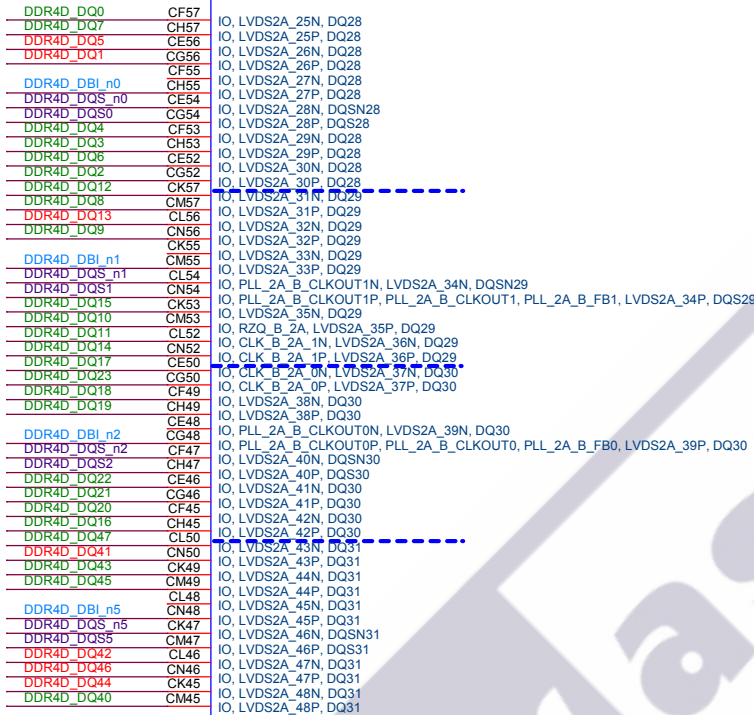 DDR4D_DQ0 CF57 IO, LVDS2A_25N, DQ28
DDR4D_DQ7 CH57 IO, LVDS2A_25P, DQ28
DDR4D_DQ5 CE56 IO, LVDS2A_26N, DQ28
DDR4D_DQ1 CG56 IO, LVDS2A_26P, DQ28
CF55 IO, LVDS2A_27N, DQ28
DDR4D_DBI_n0 CH55 IO, LVDS2A_27P, DQ28
DDR4D_DQS_n0 CE54 IO, LVDS2A_28N, DQSN28
DDR4D_DQS0 CG54 IO, LVDS2A_28P, DQS28
DDR4D_DQ4 CF53 IO, LVDS2A_29N, DQ28
DDR4D_DQ3 CH53 IO, LVDS2A_29P, DQ28
DDR4D_DQ6 CE52 IO, LVDS2A_30N, DQ28
DDR4D_DQ2 CG52 IO, LVDS2A_30P, DQ28
DDR4D_DQ12 CK57 IO, LVDS2A_31N, DQ29
DDR4D_DQ8 CM57 IO, LVDS2A_31P, DQ29
DDR4D_DQ13 CL56 IO, LVDS2A_32N, DQ29
DDR4D_DQ9 CN56 IO, LVDS2A_32P, DQ29
CK55 IO, LVDS2A_33N, DQ29
DDR4D_DBI_n1 CM55 IO, LVDS2A_33P, DQ29
DDR4D_DQS_n1 CL54 IO, PLL_2A_B_CLKOUT1N, LVDS2A_34N, DQSN29
DDR4D_DQS1 CN54 IO, PLL_2A_B_CLKOUT1P, PLL_2A_B_CLKOUT1, PLL_2A_B_FB1, LVDS2A_34P, DQS29
DDR4D_DQ15 CK53 IO, LVDS2A_35N, DQ29
DDR4D_DQ10 CM53 IO, RZQ_B_2A, LVDS2A_35P, DQ29
DDR4D_DQ11 CL52 IO, CLK_B_2A_1N, LVDS2A_36N, DQ29
DDR4D_DQ14 CN52 IO, CLK_B_2A_1P, LVDS2A_36P, DQ29
DDR4D_DQ17 CE50 IO, CLK_B_2A_0N, LVDS2A_37N, DQ30
DDR4D_DQ23 CG50 IO, CLK_B_2A_0P, LVDS2A_37P, DQ30
DDR4D_DQ18 CF49 IO, LVDS2A_38N, DQ30
DDR4D_DQ19 CH49 IO, LVDS2A_38P, DQ30
CE48 IO, PLL_2A_B_CLKOUT0N, LVDS2A_39N, DQ30
DDR4D_DBI_n2 CG48 IO, PLL_2A_B_CLKOUT0P, PLL_2A_B_CLKOUT0, PLL_2A_B_FB0, LVDS2A_39P, DQ30
DDR4D_DQS_n2 CF47 IO, LVDS2A_40N, DQSN30
DDR4D_DQS2 CH47 IO, LVDS2A_40P, DQS30
DDR4D_DQ22 CE46 IO, LVDS2A_41N, DQ30
DDR4D_DQ21 CG46 IO, LVDS2A_41P, DQ30
DDR4D_DQ20 CF45 IO, LVDS2A_42N, DQ30
DDR4D_DQ16 CH45 IO, LVDS2A_42P, DQ30
DDR4D_DQ47 CL50 IO, LVDS2A_43N, DQ31
DDR4D_DQ41 CN50 IO, LVDS2A_43P, DQ31
DDR4D_DQ43 CK49 IO, LVDS2A_44N, DQ31
DDR4D_DQ45 CM49 IO, LVDS2A_44P, DQ31
CL48 IO, LVDS2A_45N, DQ31
DDR4D_DBI_n5 CN48 IO, LVDS2A_45P, DQ31
DDR4D_DQS_n5 CK47 IO, LVDS2A_46N, DQSN31
DDR4D_DQS5 CM47 IO, LVDS2A_46P, DQS31
DDR4D_DQ42 CL46 IO, LVDS2A_47N, DQ31
DDR4D_DQ46 CN46 IO, LVDS2A_47P, DQ31
DDR4D_DQ44 CK45 IO, LVDS2A_48N, DQ31
DDR4D_DQ40 CM45 IO, LVDS2A_48P, DQ31